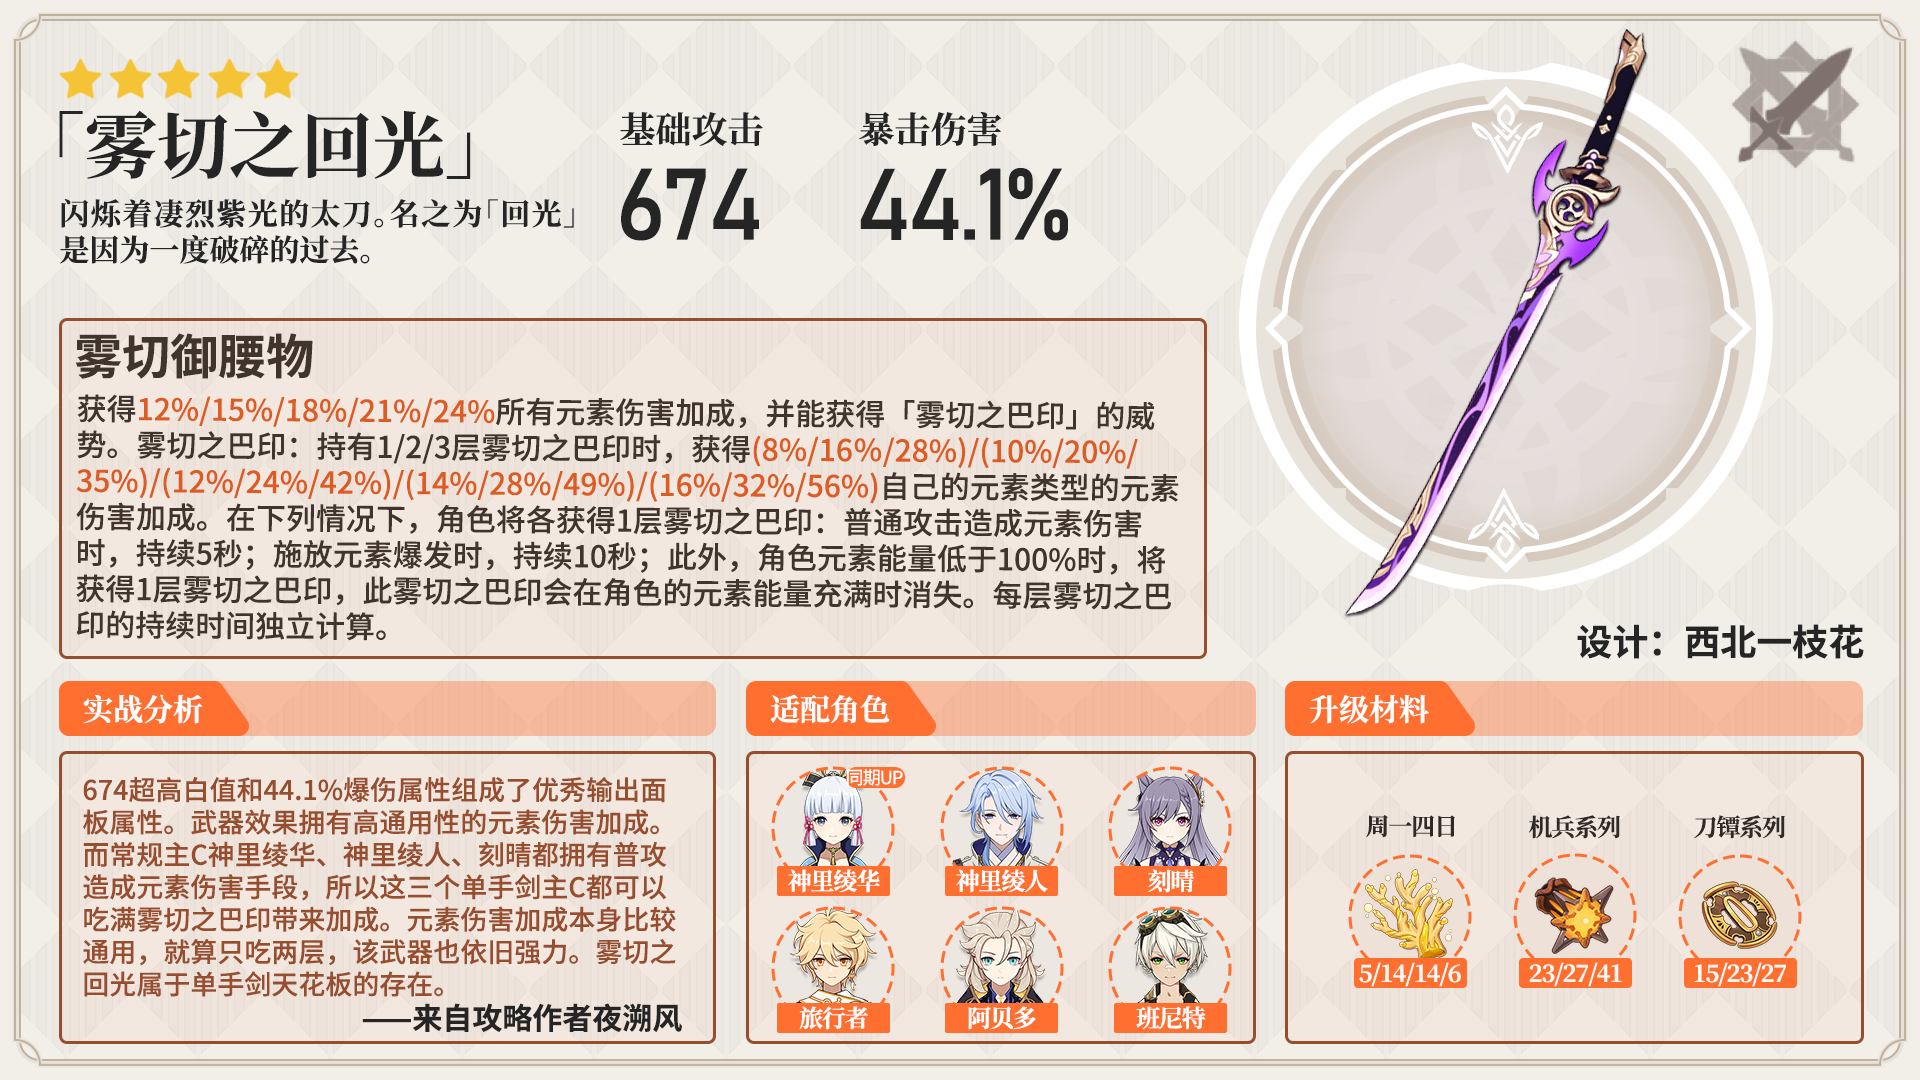 「雾切之回光」
闪烁着凄烈紫光的太刀。名之为「回光」
是因为一度破碎的过去。
基础攻击
674
暴击伤害
44.1%
雾切御腰物
获得12%/15%/18%/21%/24%所有元素伤害加成，并能获得「雾切之巴印」的威
势。雾切之巴印：持有1/2/3层雾切之巴印时，获得(8%/16%/28%)/(10%/20%/
35%)/(12%/24%/42%)/(14%/28%/49%)/(16%/32%/56%)自己的元素类型的元素
伤害加成。在下列情况下，角色将各获得1层雾切之巴印：普通攻击造成元素伤害
时，持续5秒；施放元素爆发时，持续10秒；此外，角色元素能量低于100%时，将
获得1层雾切之巴印，此雾切之巴印会在角色的元素能量充满时消失。每层雾切之巴
印的持续时间独立计算。
设计：西北一枝花
实战分析
674超高白值和44.1%爆伤属性组成了优秀输出面
板属性。武器效果拥有高通用性的元素伤害加成。
而常规主C神里绫华、神里绫人、刻晴都拥有普攻
造成元素伤害手段，所以这三个单手剑主C都可以
吃满雾切之巴印带来加成。元素伤害加成本身比较
通用，就算只吃两层，该武器也依旧强力。雾切之
回光属于单手剑天花板的存在。
——来自攻略作者夜溯风
适配角色
同期UP
神里绫华
神里绫人
刻晴
旅行者
阿贝多
班尼特
升级材料
周一四日
机兵系列
刀镡系列
5/14/14/6
23/27/41
15/23/27